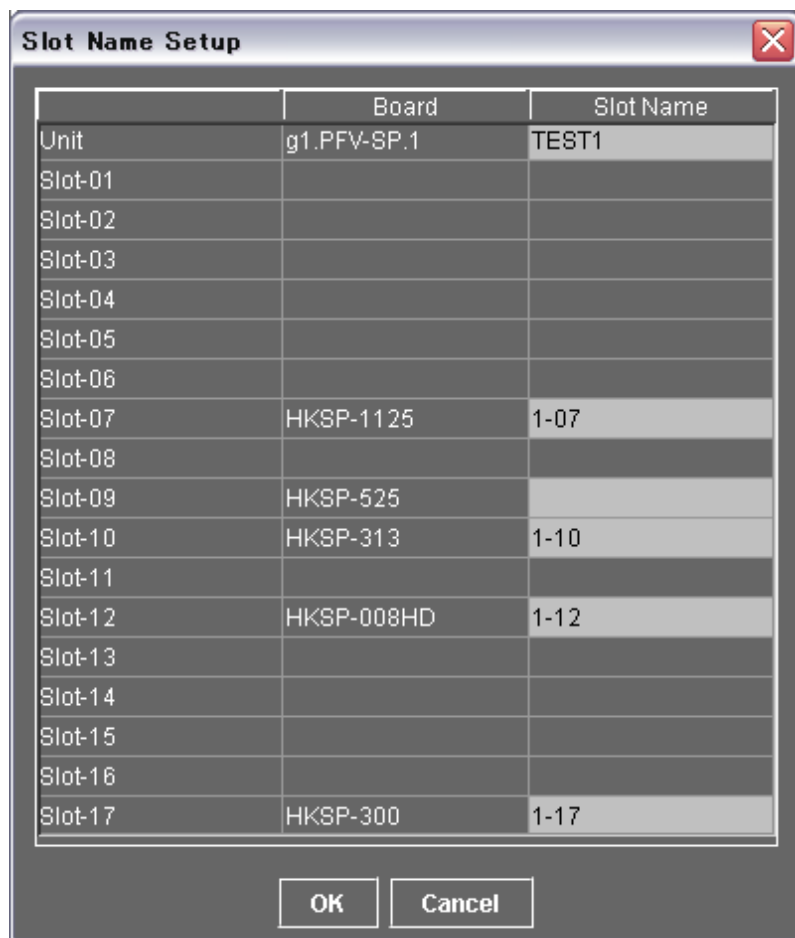 Slot Name Setup
Board Slot Name
Unit g1.PFV-SP.1 TEST1
Slot-01
Slot-02
Slot-03
Slot-04
Slot-05
Slot-06
Slot-07 HKSP-1125 1-07
Slot-08
Slot-09 HKSP-525
Slot-10 HKSP-313 1-10
Slot-11
Slot-12 HKSP-008HD 1-12
Slot-13
Slot-14
Slot-15
Slot-16
Slot-17 HKSP-300 1-17
OK Cancel